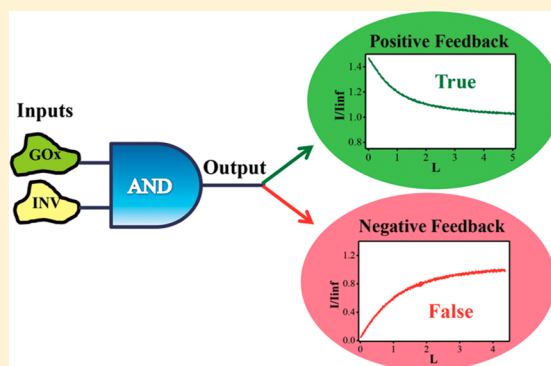 Inputs
GOx
INV
AND
Output
Positive Feedback
True
I/Iinf
1.4
1.2
1.0
0.8
0 1 2 3 4 5
L
Negative Feedback
False
I/Iinf
1.2
0.8
0.4
0.0
0 1 2 3 4
L